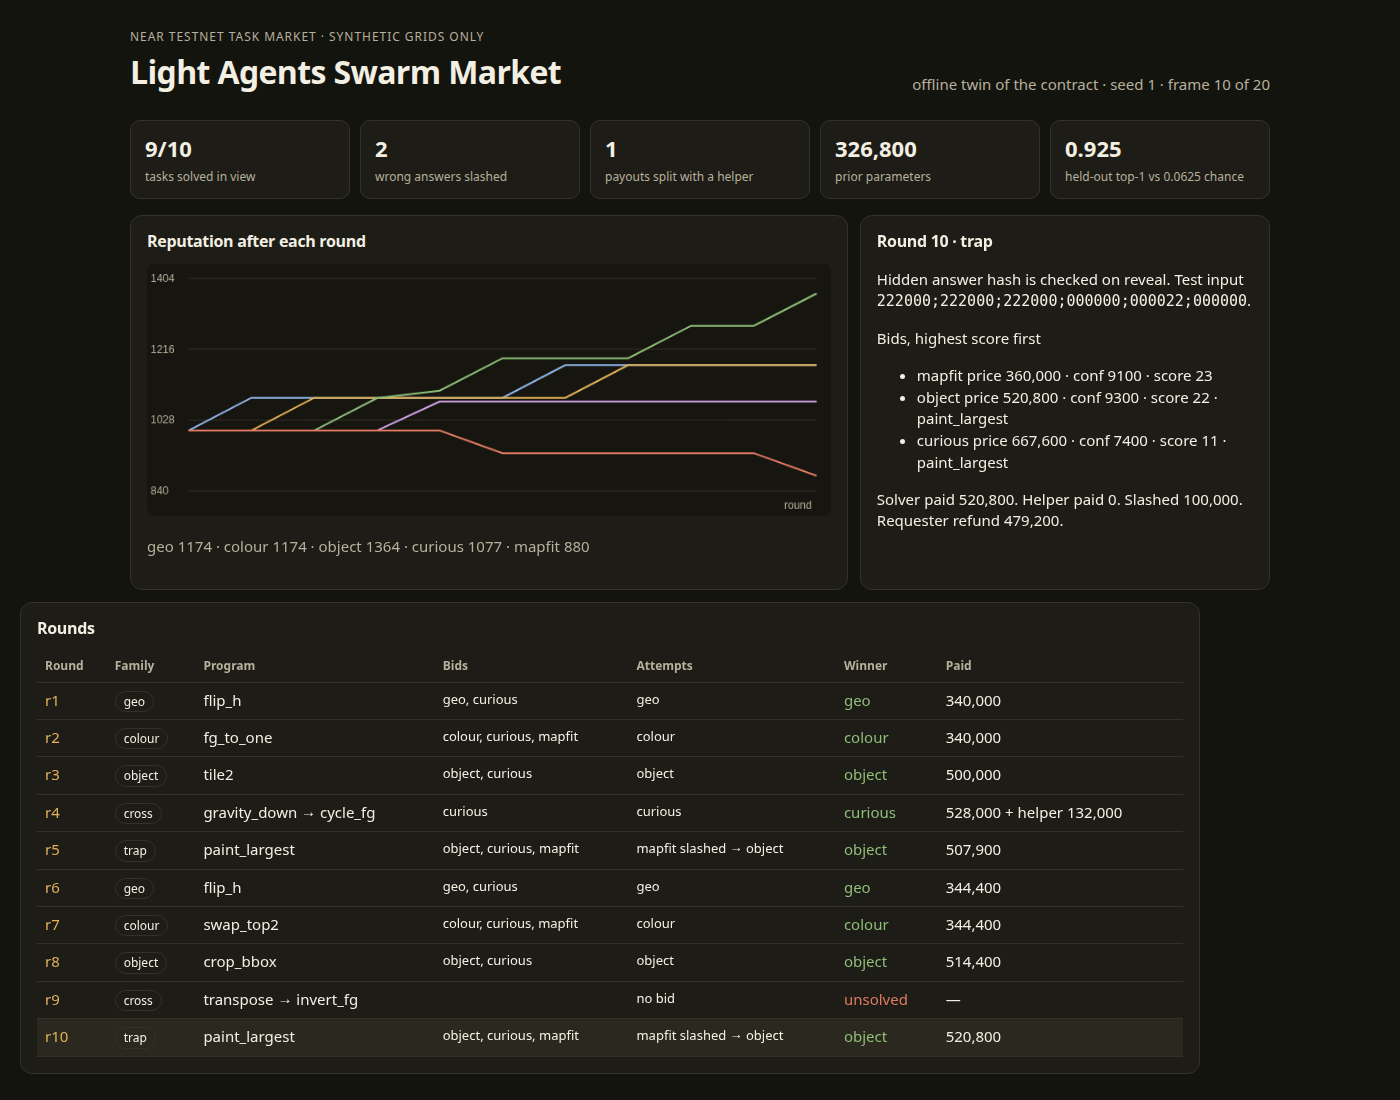 NEAR TESTNET TASK MARKET · SYNTHETIC GRIDS ONLY
Light Agents Swarm Market
offline twin of the contract · seed 1 · frame 10 of 20
9/10
tasks solved in view
2
wrong answers slashed
1
payouts split with a helper
326,800
prior parameters
0.925
held-out top-1 vs 0.0625 chance
Reputation after each round
1404
1216
1028
840
round
geo 1174 · colour 1174 · object 1364 · curious 1077 · mapfit 880
Round 10 · trap
Hidden answer hash is checked on reveal. Test input
222000;222000;222000;000000;000022;000000.
Bids, highest score first
• mapfit price 360,000 · conf 9100 · score 23
• object price 520,800 · conf 9300 · score 22 ·
paint_largest
• curious price 667,600 · conf 7400 · score 11 ·
paint_largest
Solver paid 520,800. Helper paid 0. Slashed 100,000.
Requester refund 479,200.
Rounds
Round Family Program Bids Attempts Winner Paid
r1 geo flip_h geo, curious geo geo 340,000
r2 colour fg_to_one colour, curious, mapfit colour colour 340,000
r3 object tile2 object, curious object object 500,000
r4 cross gravity_down → cycle_fg curious curious curious 528,000 + helper 132,000
r5 trap paint_largest object, curious, mapfit mapfit slashed → object object 507,900
r6 geo flip_h geo, curious geo geo 344,400
r7 colour swap_top2 colour, curious, mapfit colour colour 344,400
r8 object crop_bbox object, curious object object 514,400
r9 cross transpose → invert_fg no bid unsolved —
r10 trap paint_largest object, curious, mapfit mapfit slashed → object object 520,800